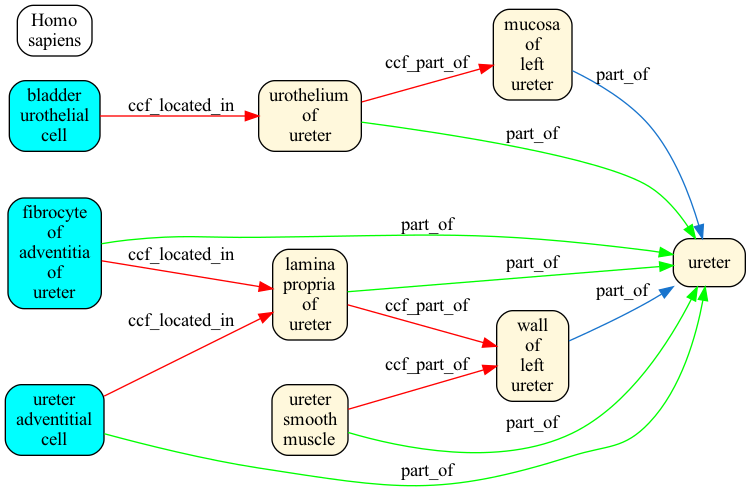 Homo
sapiens
bladder
urothelial
cell
ccf_located_in
urothelium
of
ureter
ccf_part_of
mucosa
of
left
ureter
part_of
part_of
fibrocyte
of
adventitia
of
ureter
part_of
ccf_located_in
lamina
propria
of
ureter
part_of
ureter
ccf_located_in
ccf_part_of
part_of
wall
of
left
ureter
ccf_part_of
ureter
adventitial
cell
ureter
smooth
muscle
part_of
part_of